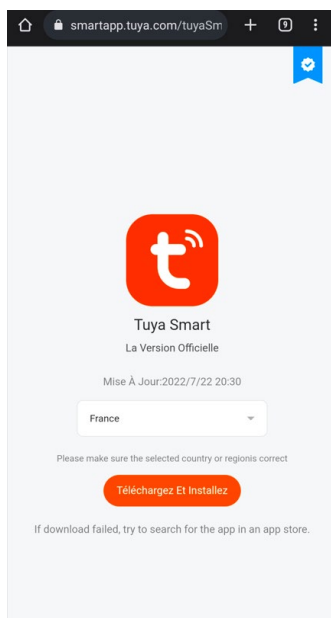 smartapp.tuya.com/tuyaSm
9
t
Tuya Smart
La Version Officielle
Mise À Jour:2022/7/22 20:30
France
Please make sure the selected country or regionis correct
Téléchargez Et Installez
If download failed, try to search for the app in an app store.